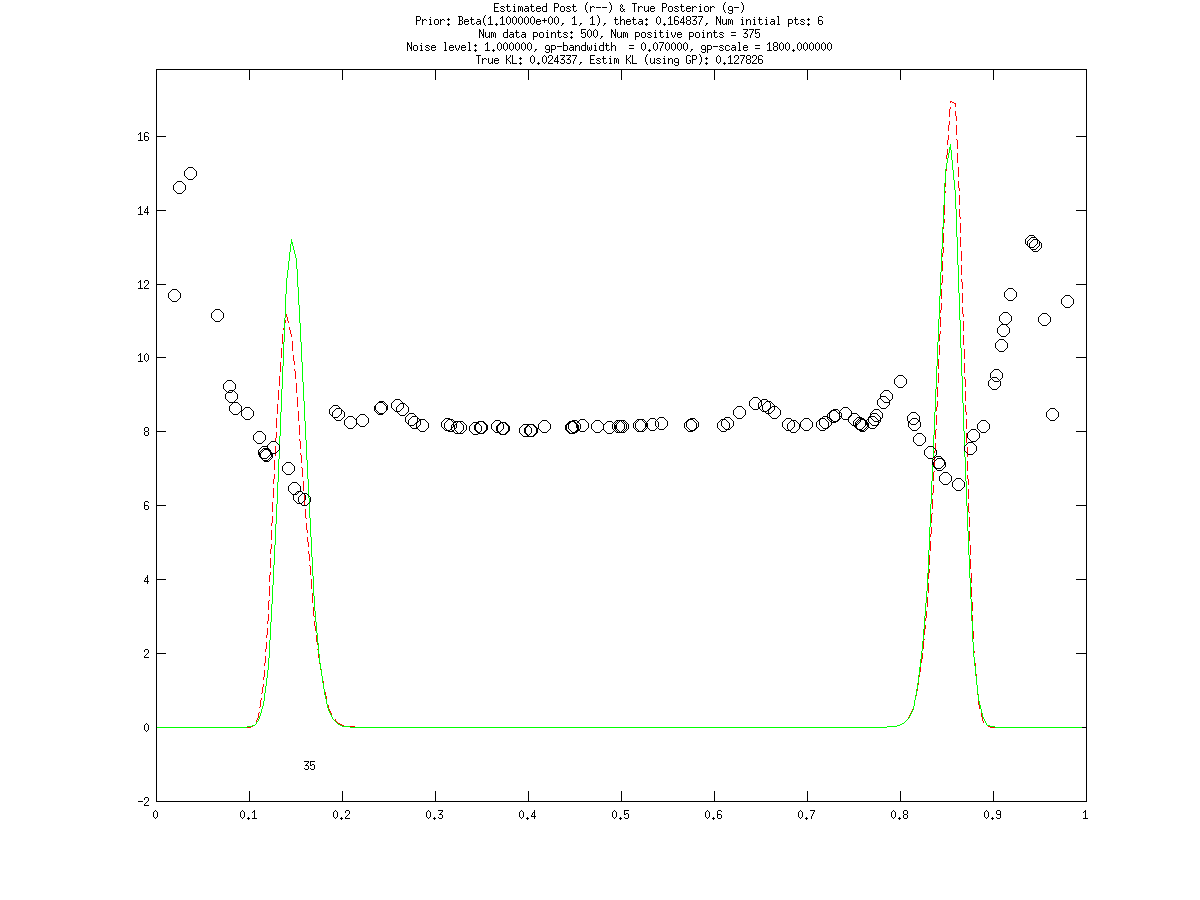 Estimated Post (r--) & True Posterior (g-)
Prior: Beta(1.100000e+00, 1, 1), theta: 0.164837, Num initial pts: 6
Num data points: 500, Num positive points = 375
Noise level: 1.000000, gp-bandwidth  = 0.070000, gp-scale = 1800.000000
True KL: 0.024337, Estim KL (using GP): 0.127826
16
14
12
10
8
6
4
2
0
35
-2
0 0.1 0.2 0.3 0.4 0.5 0.6 0.7 0.8 0.9 1